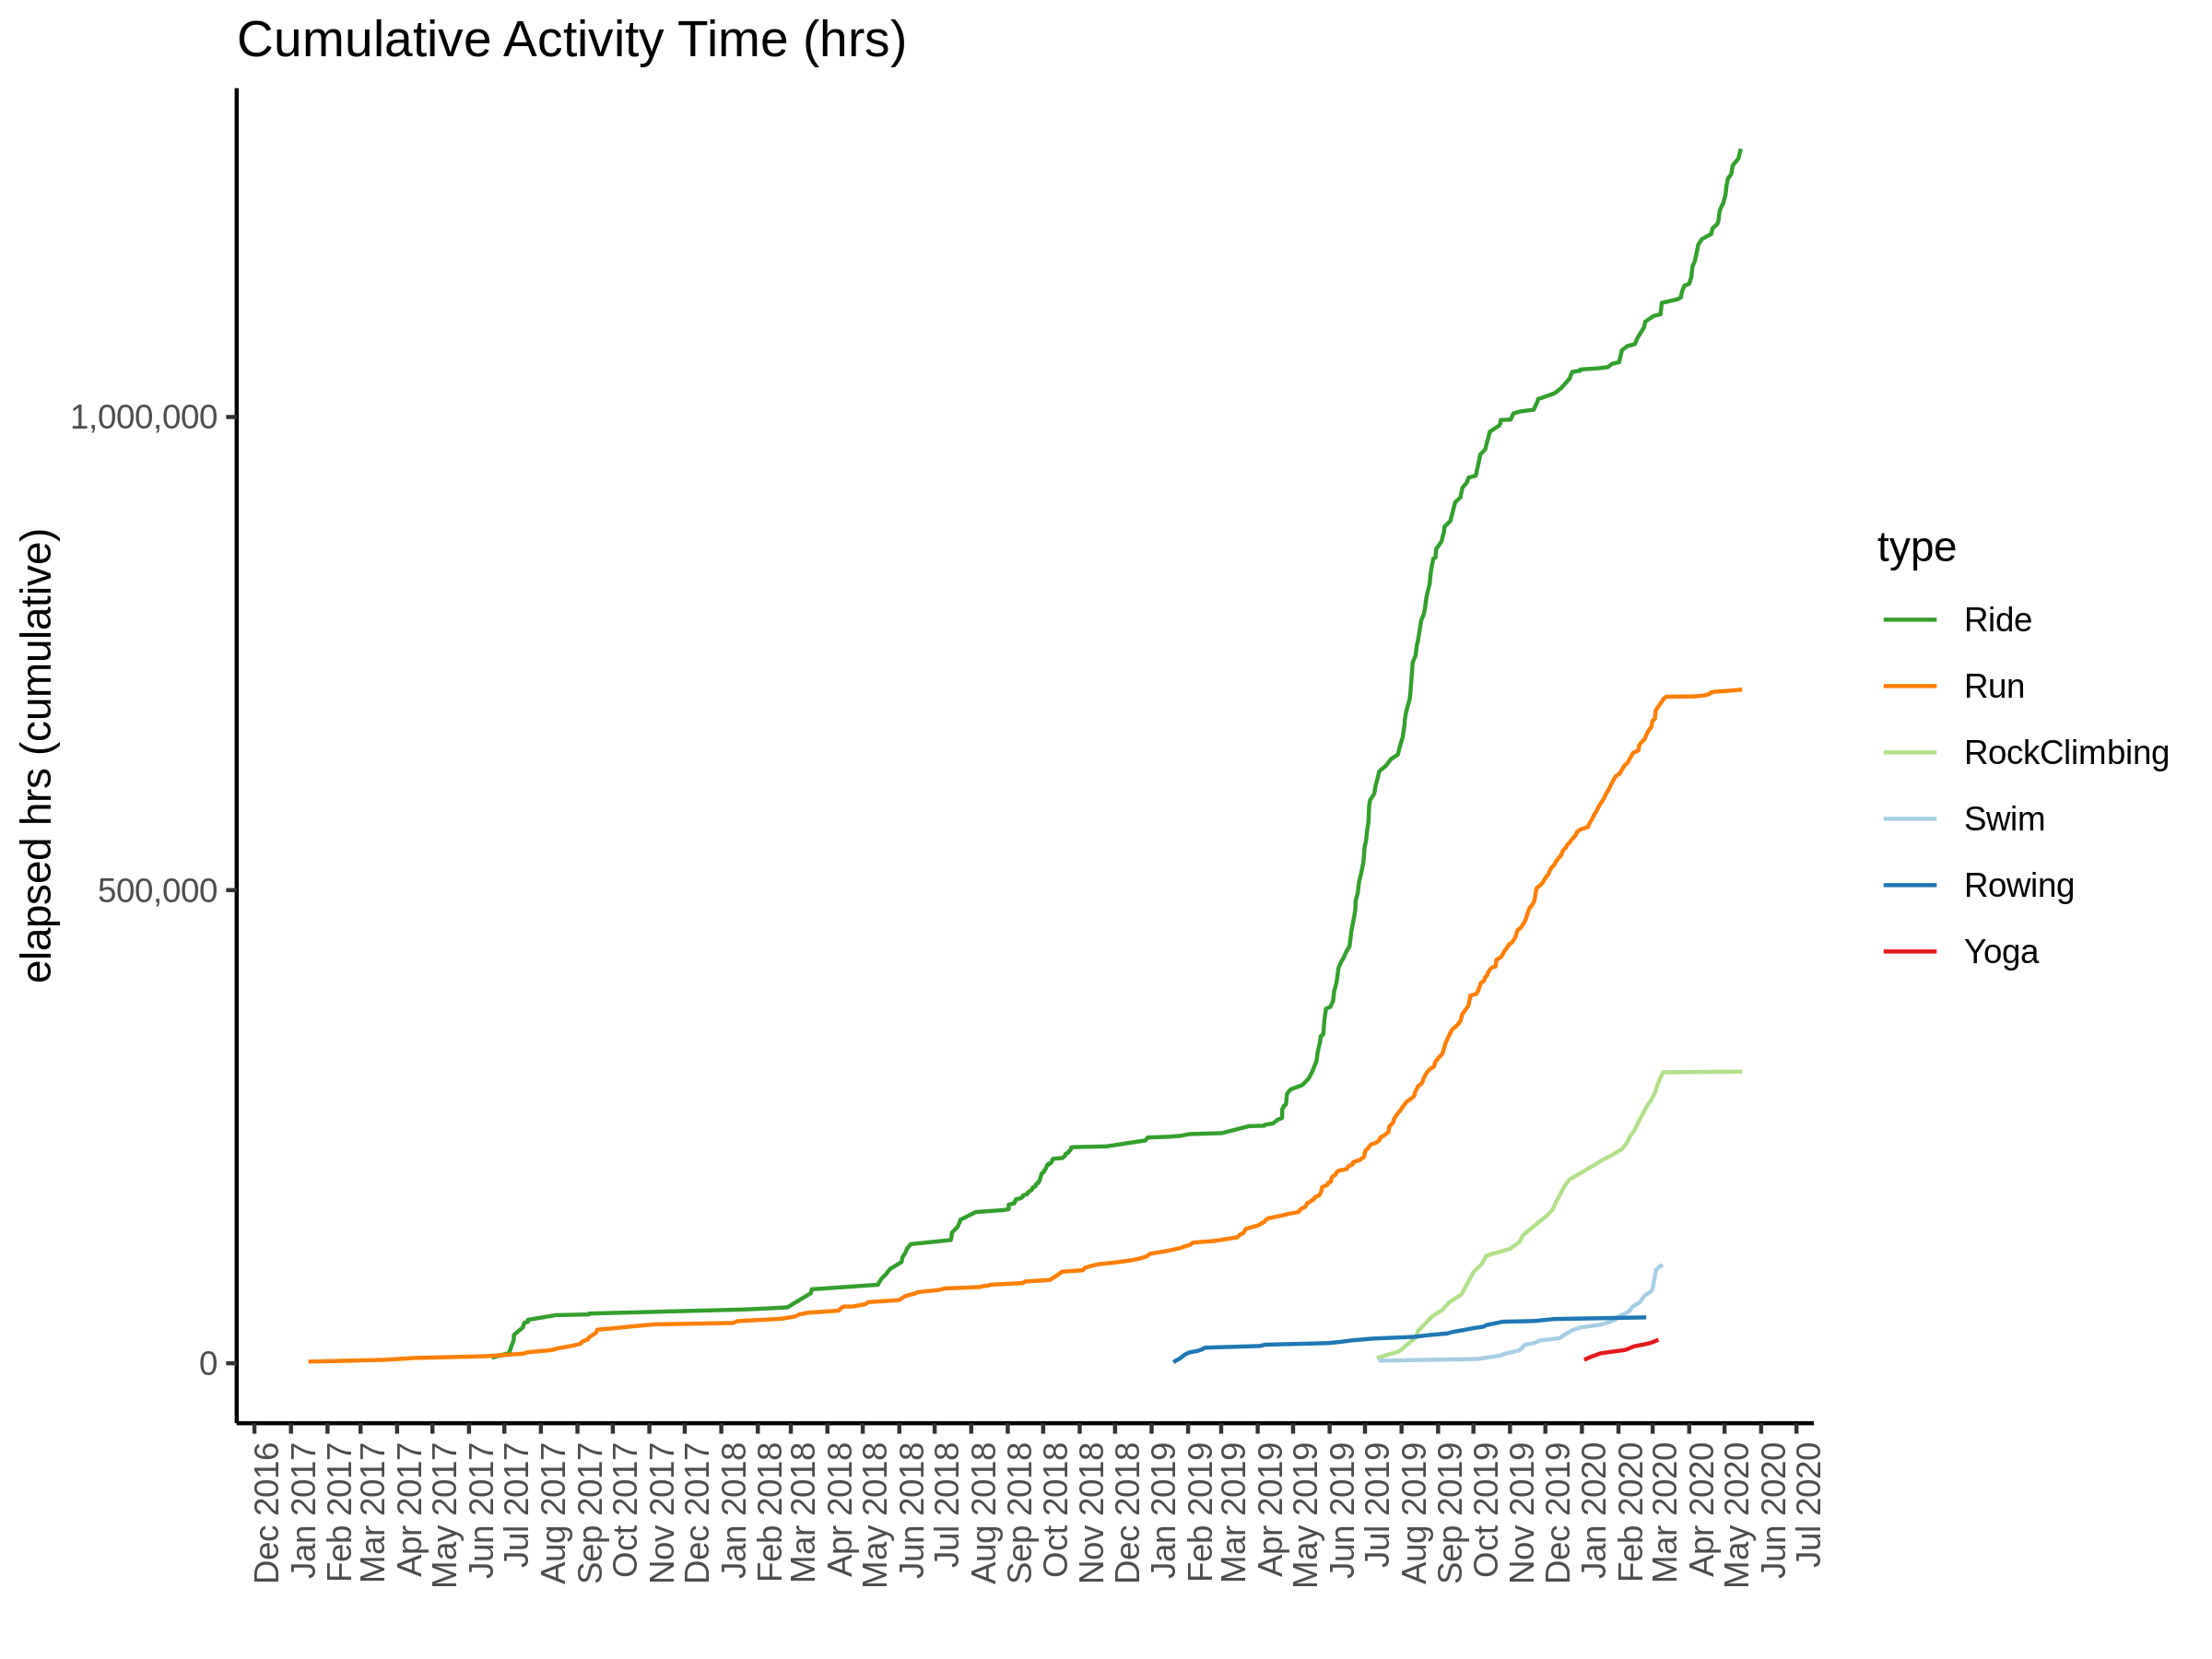 Cumulative Activity Time (hrs)
elapsed hrs (cumulative)
1,000,000
500,000
0
Dec 2016
Jan 2017
Feb 2017
Mar 2017
Apr 2017
May 2017
Jun 2017
Jul 2017
Aug 2017
Sep 2017
Oct 2017
Nov 2017
Dec 2017
Jan 2018
Feb 2018
Mar 2018
Apr 2018
May 2018
Jun 2018
Jul 2018
Aug 2018
Sep 2018
Oct 2018
Nov 2018
Dec 2018
Jan 2019
Feb 2019
Mar 2019
Apr 2019
May 2019
Jun 2019
Jul 2019
Aug 2019
Sep 2019
Oct 2019
Nov 2019
Dec 2019
Jan 2020
Feb 2020
Mar 2020
Apr 2020
May 2020
Jun 2020
Jul 2020
type
Ride
Run
RockClimbing
Swim
Rowing
Yoga